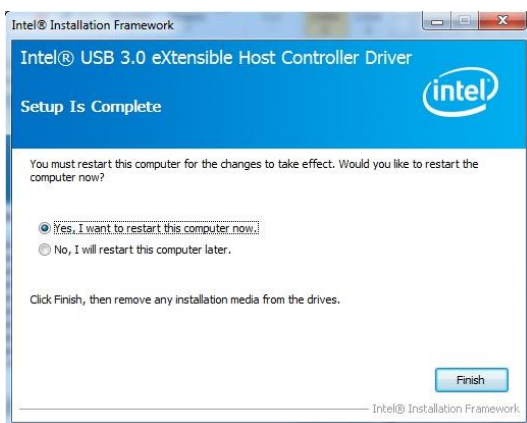 Intel® Installation Framework
Intel® USB 3.0 eXtensible Host Controller Driver
Setup Is Complete
intel
You must restart this computer for the changes to take effect. Would you like to restart the
computer now?
Yes, I want to restart this computer now.
No, I will restart this computer later.
Click Finish, then remove any installation media from the drives.
Finish
Intel® Installation Framework